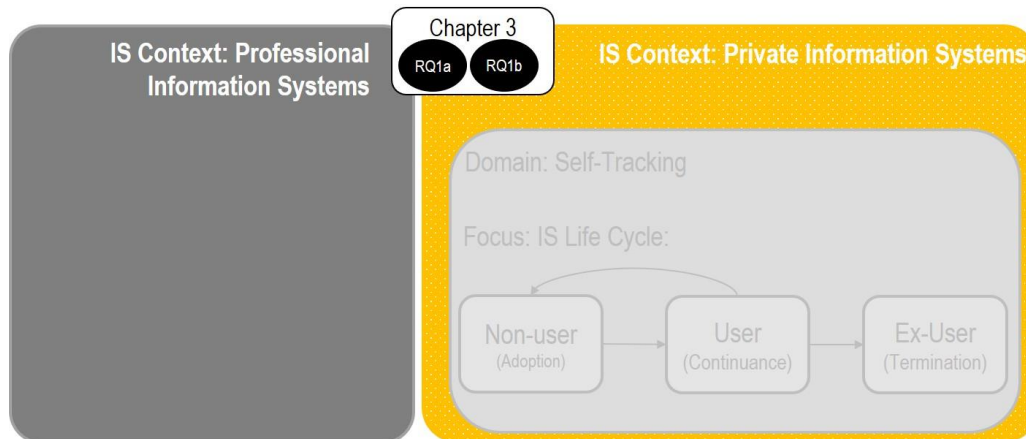 Chapter 3
RQ1a RQ1b
IS Context: Professional
Information Systems
IS Context: Private Information Systems
Domain: Self-Tracking
Focus: IS Life Cycle:
Non-user
(Adoption)
User
(Continuance)
Ex-User
(Termination)